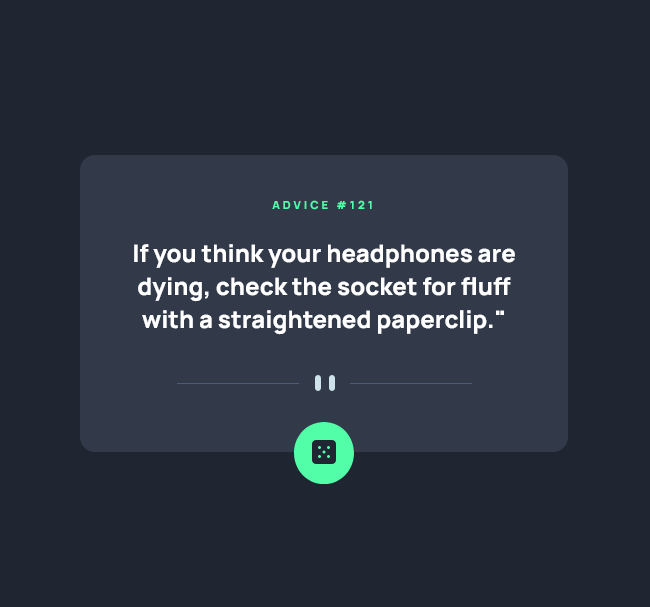 ADVICE #121
If you think your headphones are
dying, check the socket for fluff
with a straightened paperclip."